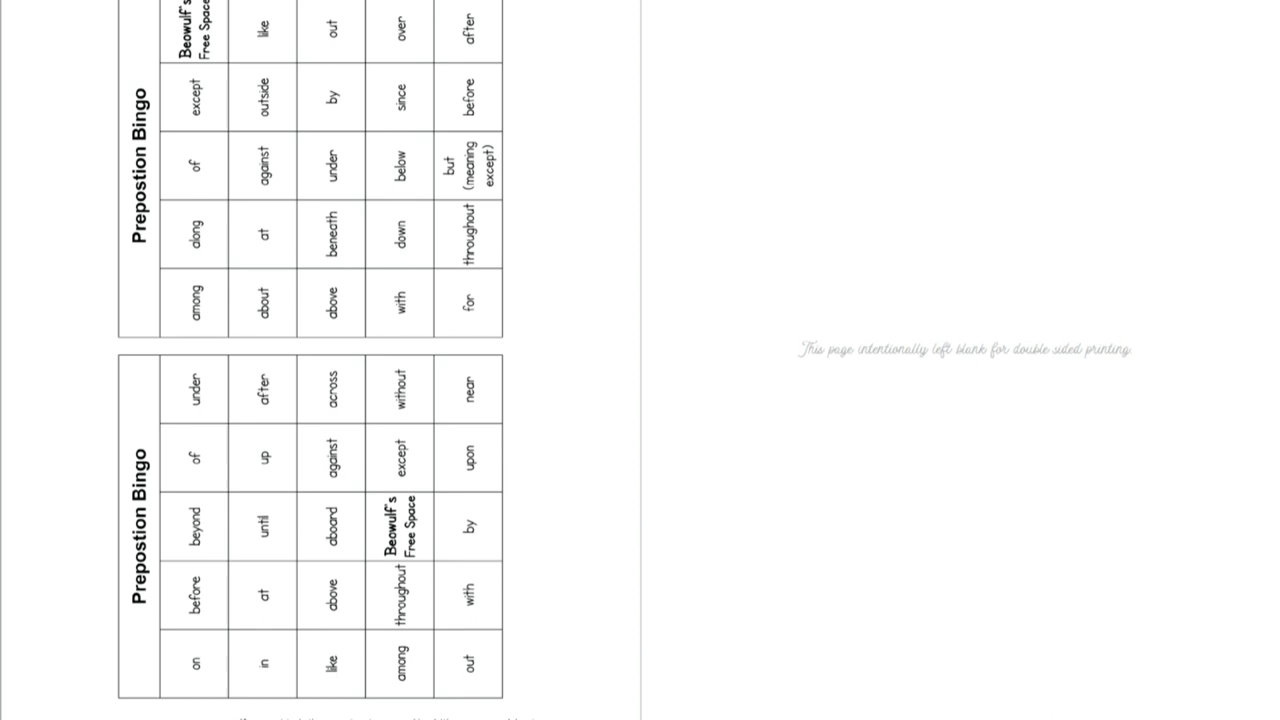 Prepostion Bingo
on before beyond of under
in at until up after
like above aboard against across
among throughout Beowulf's Free Space except without
out with by upon near
Prepostion Bingo
among along of except Beowulf's Free Space
about at against outside like
above beneath under by out
with down below since over
for throughout but (meaning except) before after
This page intentionally left blank for double sided printing.